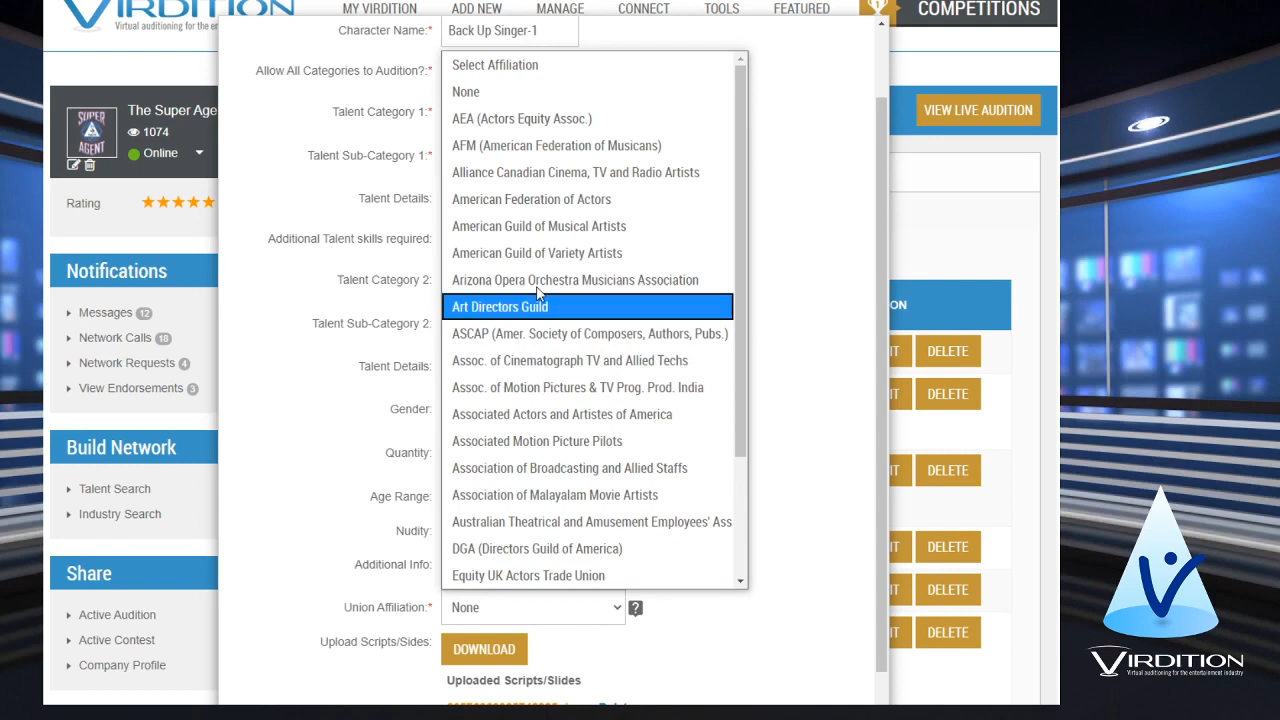 VIRDITION
Virtual auditioning for the ente
MY VIRDITION
ADD NEW
MANAGE
CONNECT
TOOLS
FEATURED
1
COMPETITIONS
SUPER
AGENT
The Super Age
1074
Online
Rating
Notifications
Messages 12
Network Calls 18
Network Requests 4
View Endorsements 3
Build Network
Talent Search
Industry Search
Share
Active Audition
Active Contest
Company Profile
Character Name:* Back Up Singer-1
Allow All Categories to Audition?:*
Talent Category 1:*
Talent Sub-Category 1:*
Talent Details:
Additional Talent skills required:
Talent Category 2:
Talent Sub-Category 2:
Talent Details:
Gender:
Quantity:
Age Range:
Nudity:
Additional Info:
Select Affiliation
None
AEA (Actors Equity Assoc.)
AFM (American Federation of Musicans)
Alliance Canadian Cinema, TV and Radio Artists
American Federation of Actors
American Guild of Musical Artists
American Guild of Variety Artists
Arizona Opera Orchestra Musicians Association
Art Directors Guild
ASCAP (Amer. Society of Composers, Authors, Pubs.)
Assoc. of Cinematograph TV and Allied Techs
Assoc. of Motion Pictures & TV Prog. Prod. India
Associated Actors and Artistes of America
Associated Motion Picture Pilots
Association of Broadcasting and Allied Staffs
Association of Malayalam Movie Artists
Australian Theatrical and Amusement Employees' Ass
DGA (Directors Guild of America)
Equity UK Actors Trade Union
Union Affiliation:* None ?
Upload Scripts/Sides: DOWNLOAD
Uploaded Scripts/Slides
VIEW LIVE AUDITION
ON
IT DELETE
IT DELETE
IT DELETE
IT DELETE
IT DELETE
IT DELETE
VIRDITION
Virtual auditioning for the entertainment industry